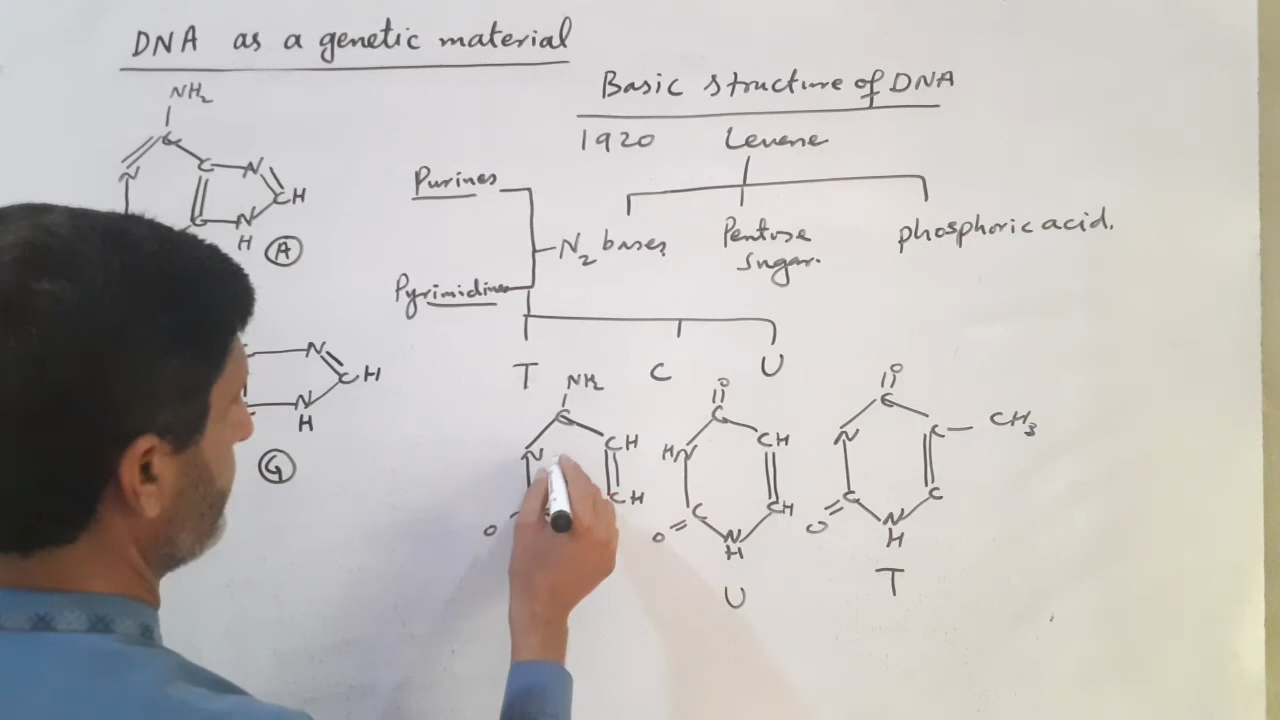 DNA as a genetic material
Basic structure of DNA
1920 Levene
Purines
N2 bases
Pentose
sugar.
phosphoric acid.
Pyrimidines
T C U
NH2
C
N
C
N
CH
C
N
H
A
N
CH
N
H
G
NH2
C
N
CH
CH
O
O
C
HN
CH
C
CH
O
N
H
U
O
C
N
C
CH3
C
C
O
N
H
T